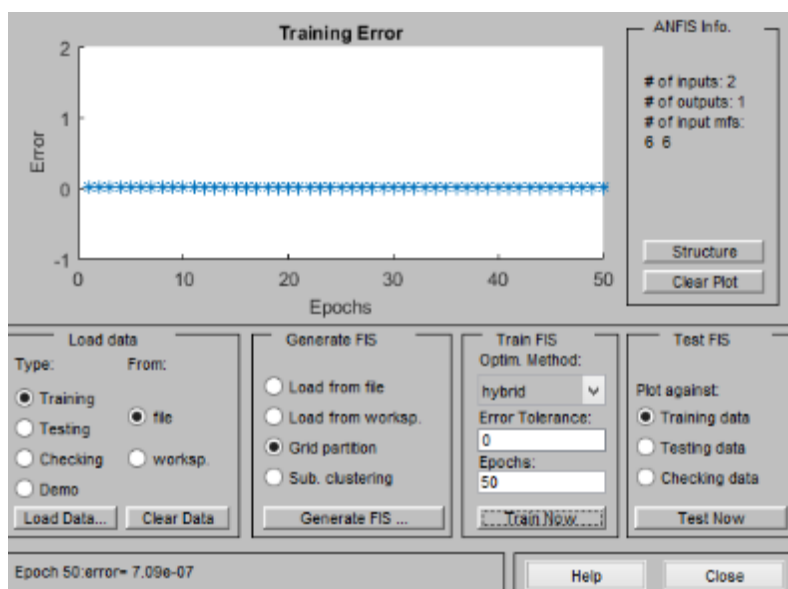 Training Error
2
1
0
-1
Error
0 10 20 30 40 50
Epochs
ANFIS Info.
# of inputs: 2
# of outputs: 1
# of input mfs:
6 6
Structure
Clear Plot
Load data
Type: From:
Training
Testing
Checking
Demo
file
worksp.
Load Data... Clear Data
Generate FIS
Load from file
Load from worksp.
Grid partition
Sub. clustering
Generate FIS ...
Train FIS
Optim. Method:
hybrid
Error Tolerance:
0
Epochs:
50
Train Now
Test FIS
Plot against:
Training data
Testing data
Checking data
Test Now
Epoch 50:error= 7.09e-07
Help
Close